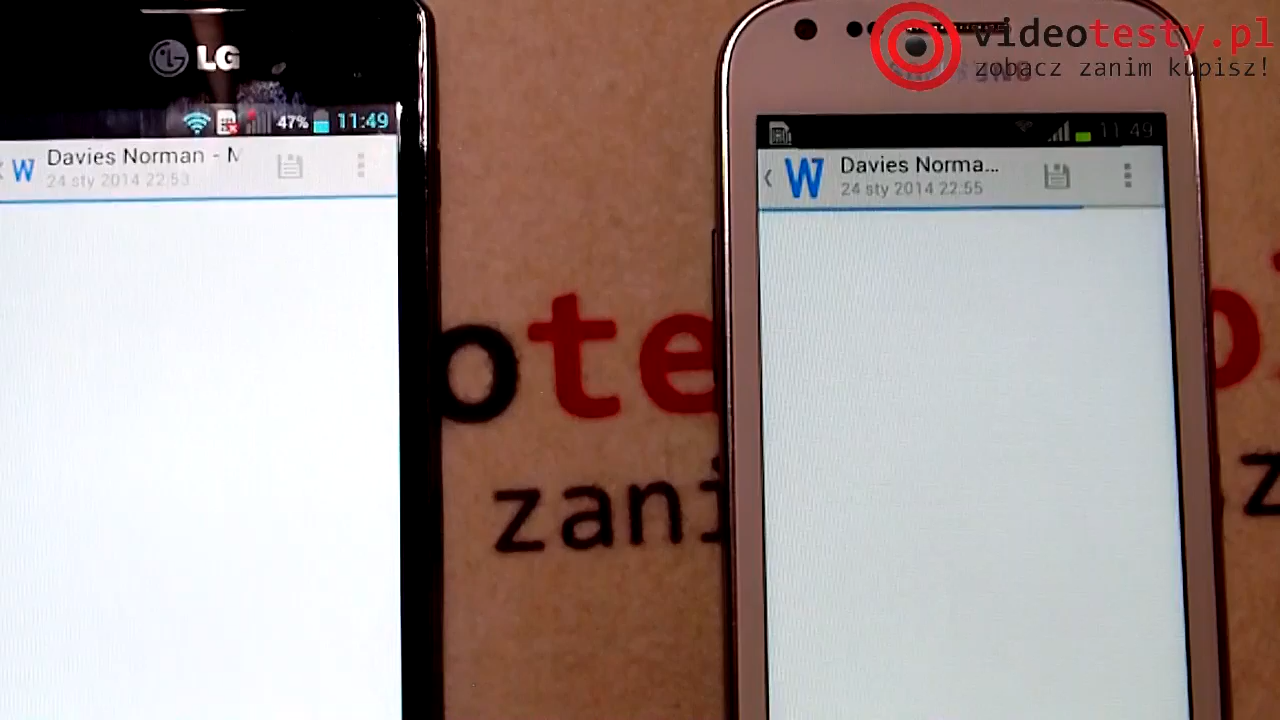 LG
47% 11:49
Davies Norman - M
24 sty 2014 22:53
videotesty.pl
zobacz zanim kupisz!
11 49
W Davies Norma...
24 sty 2014 22:55
ote
zani